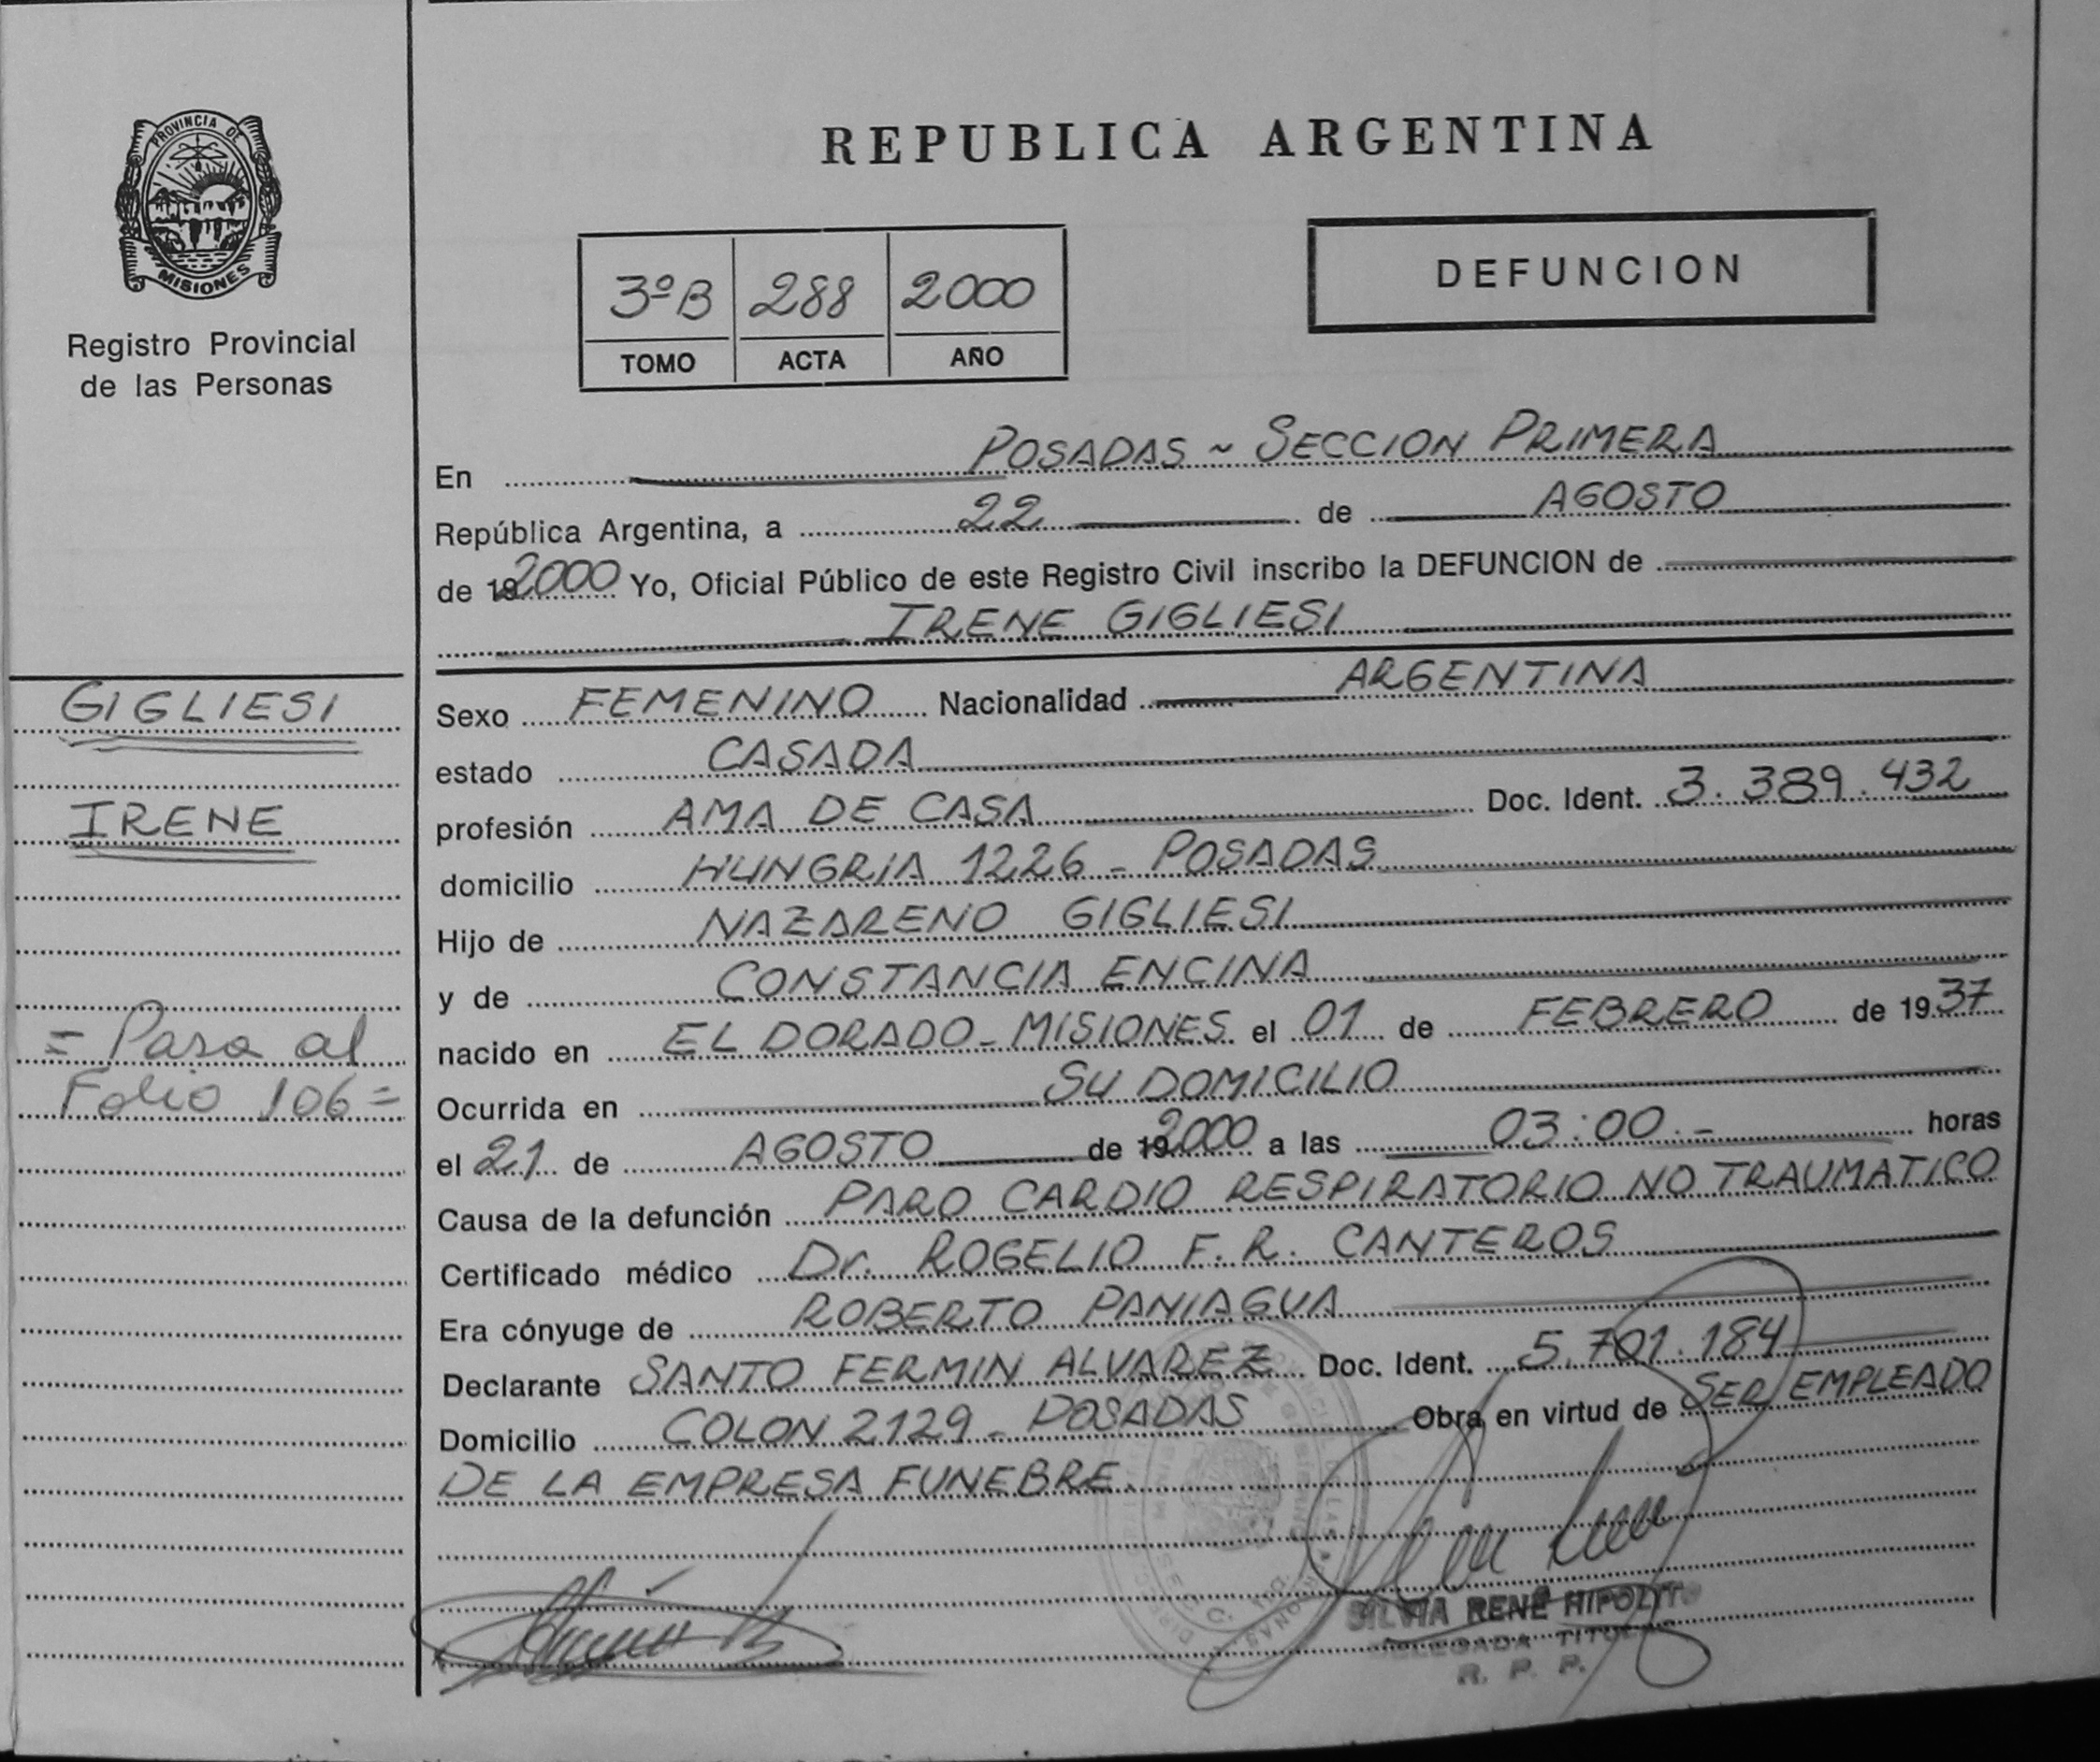 PROVINCIA DE
MISIONES
Registro Provincial
de las Personas
REPUBLICA ARGENTINA
3ºB 288 2000
TOMO ACTA AÑO
DEFUNCION
En POSADAS ~ SECCION PRIMERA
República Argentina, a 22 de AGOSTO
de 192000 Yo, Oficial Público de este Registro Civil inscribo la DEFUNCION de
IRENE GIGLIESI
GIGLIESI
IRENE
= Pasa al
Folio 106 =
Sexo FEMENINO Nacionalidad ARGENTINA
estado CASADA
profesión AMA DE CASA Doc. Ident. 3.389.432
domicilio HUNGRIA 1226 - POSADAS
Hijo de NAZARENO GIGLIESI
y de CONSTANCIA ENCINA
nacido en EL DORADO - MISIONES el 01 de FEBRERO de 1937
Ocurrida en SU DOMICILIO
el 21 de AGOSTO de 192000 a las 03:00.- horas
Causa de la defunción PARO CARDIO RESPIRATORIO NO TRAUMATICO
Certificado médico Dr. ROGELIO F. R. CANTEROS
Era cónyuge de ROBERTO PANIAGUA
Declarante SANTO FERMIN ALVAREZ Doc. Ident. 5.701.184
Domicilio COLON 2129 - POSADAS Obra en virtud de SER EMPLEADO
DE LA EMPRESA FUNEBRE.
SILVIA RENE HIPOLYTO
DELEGADA TITULAR
R. P. P.